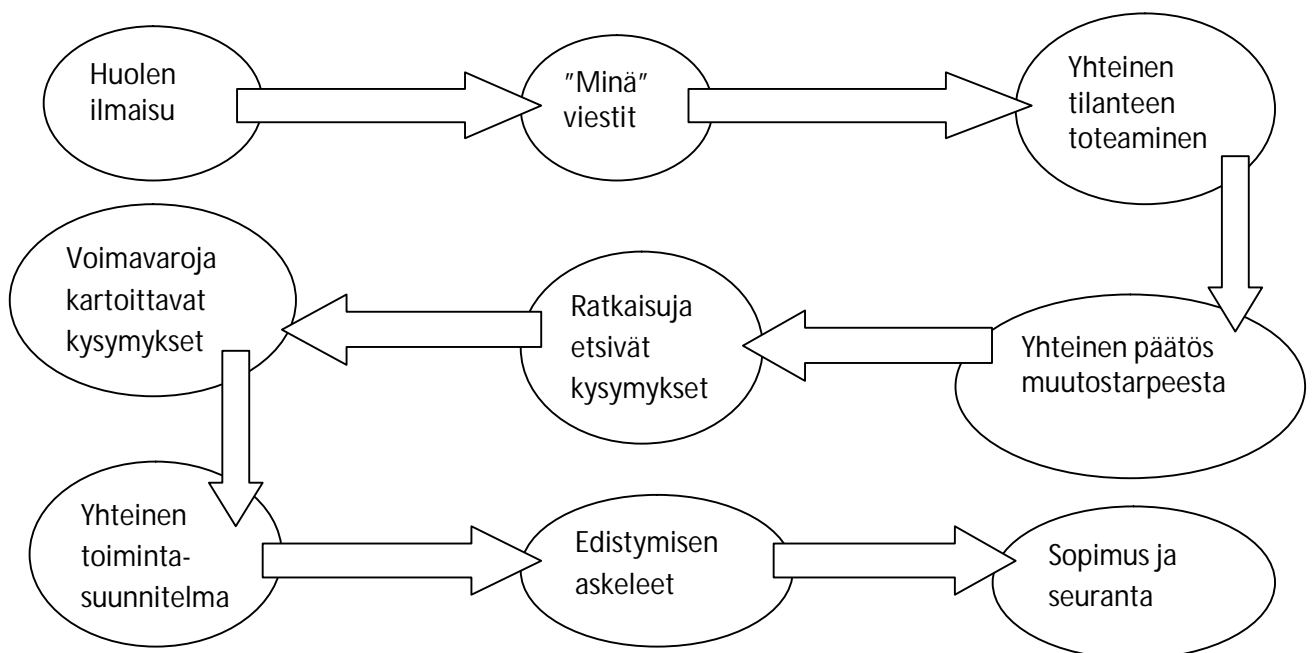 Huolen
ilmaisu
"Minä"
viestit
Yhteinen
tilanteen
toteaminen
Yhteinen päätös
muutostarpeesta
Ratkaisuja
etsivät
kysymykset
Voimavaroja
kartoittavat
kysymykset
Yhteinen
toiminta-
suunnitelma
Edistymisen
askeleet
Sopimus ja
seuranta